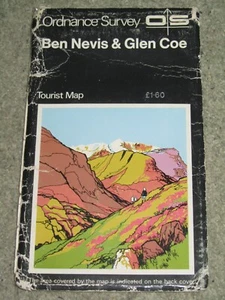 Ordnance Survey OS
Ben Nevis & Glen Coe
Tourist Map £1·60
The area covered by the map is indicated on the back cover